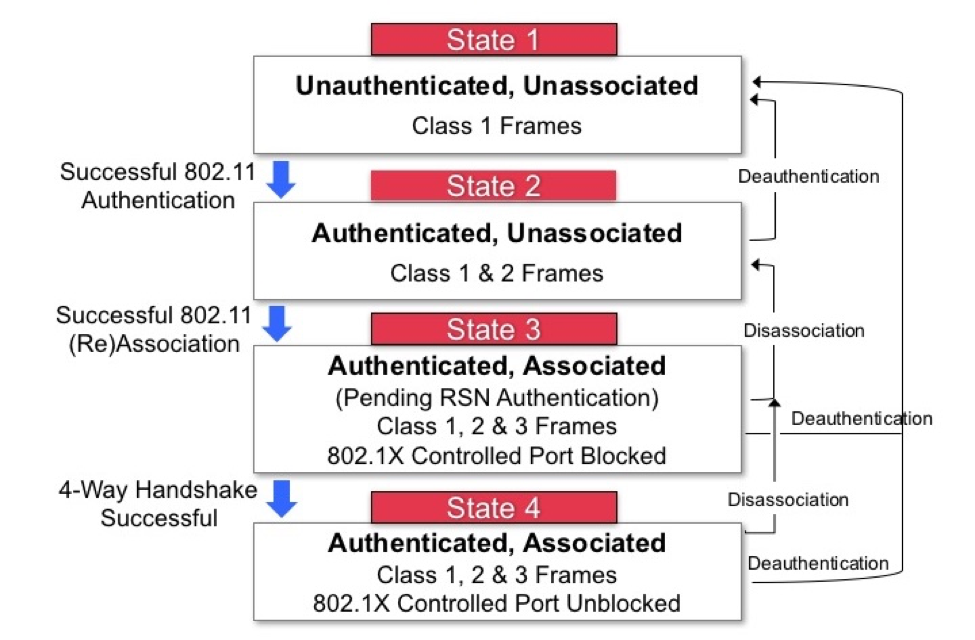 State 1
Unauthenticated, Unassociated
Class 1 Frames
Successful 802.11
Authentication
Deauthentication
State 2
Authenticated, Unassociated
Class 1 & 2 Frames
Successful 802.11
(Re)Association
Disassociation
State 3
Authenticated, Associated
(Pending RSN Authentication)
Class 1, 2 & 3 Frames
802.1X Controlled Port Blocked
Deauthentication
4-Way Handshake
Successful
Disassociation
State 4
Authenticated, Associated
Class 1, 2 & 3 Frames
802.1X Controlled Port Unblocked
Deauthentication